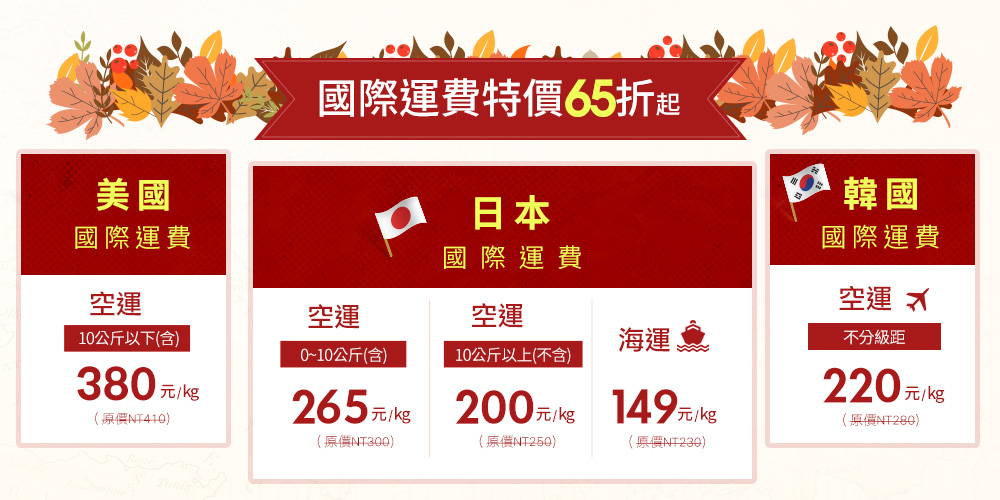 國際運費特價65折起
美國
國際運費
空運
10公斤以下(含)
380元/kg
(原價NT410)
日本
國際運費
空運
0~10公斤(含)
265元/kg
(原價NT300)
空運
10公斤以上(不含)
200元/kg
(原價NT250)
海運
149元/kg
(原價NT230)
韓國
國際運費
空運
不分級距
220元/kg
(原價NT280)